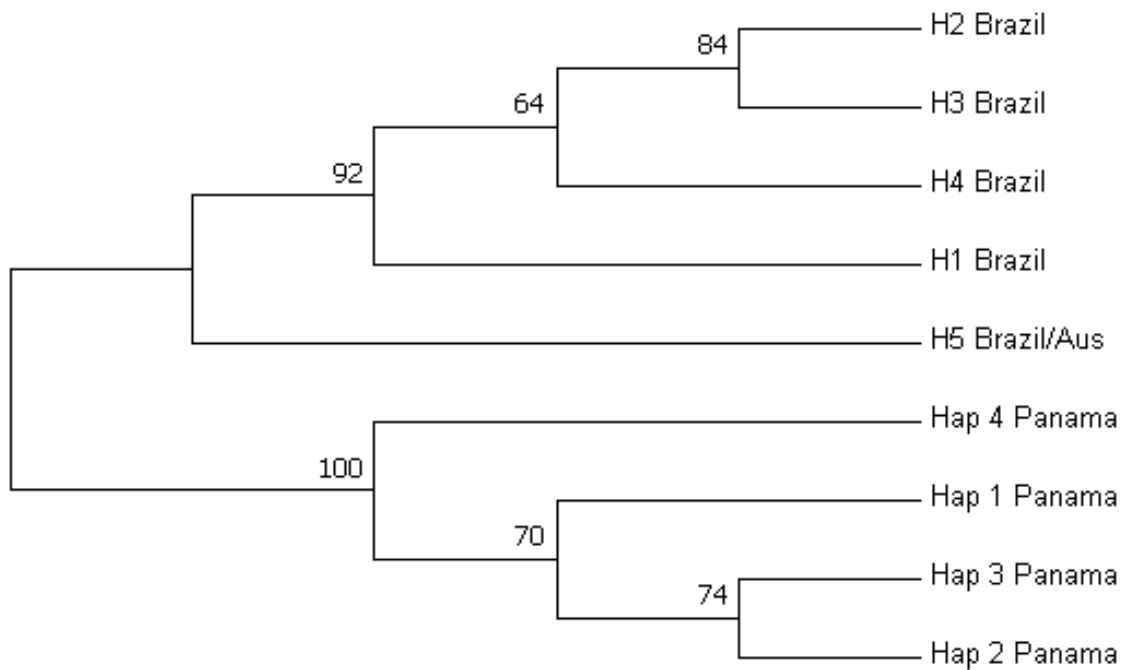 H2 Brazil
84
H3 Brazil
64
H4 Brazil
92
H1 Brazil
H5 Brazil/Aus
Hap 4 Panama
100
Hap 1 Panama
70
Hap 3 Panama
74
Hap 2 Panama